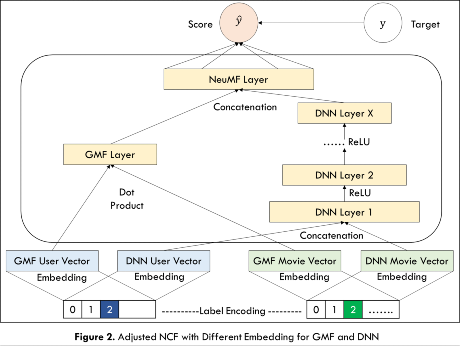 Score ŷ y Target
NeuMF Layer
Concatenation
DNN Layer X
...... ReLU
GMF Layer
DNN Layer 2
ReLU
Dot
Product
DNN Layer 1
Concatenation
GMF User Vector DNN User Vector GMF Movie Vector DNN Movie Vector
Embedding Embedding Embedding Embedding
0 1 2 Label Encoding 0 1 2 .......
Figure 2. Adjusted NCF with Different Embedding for GMF and DNN